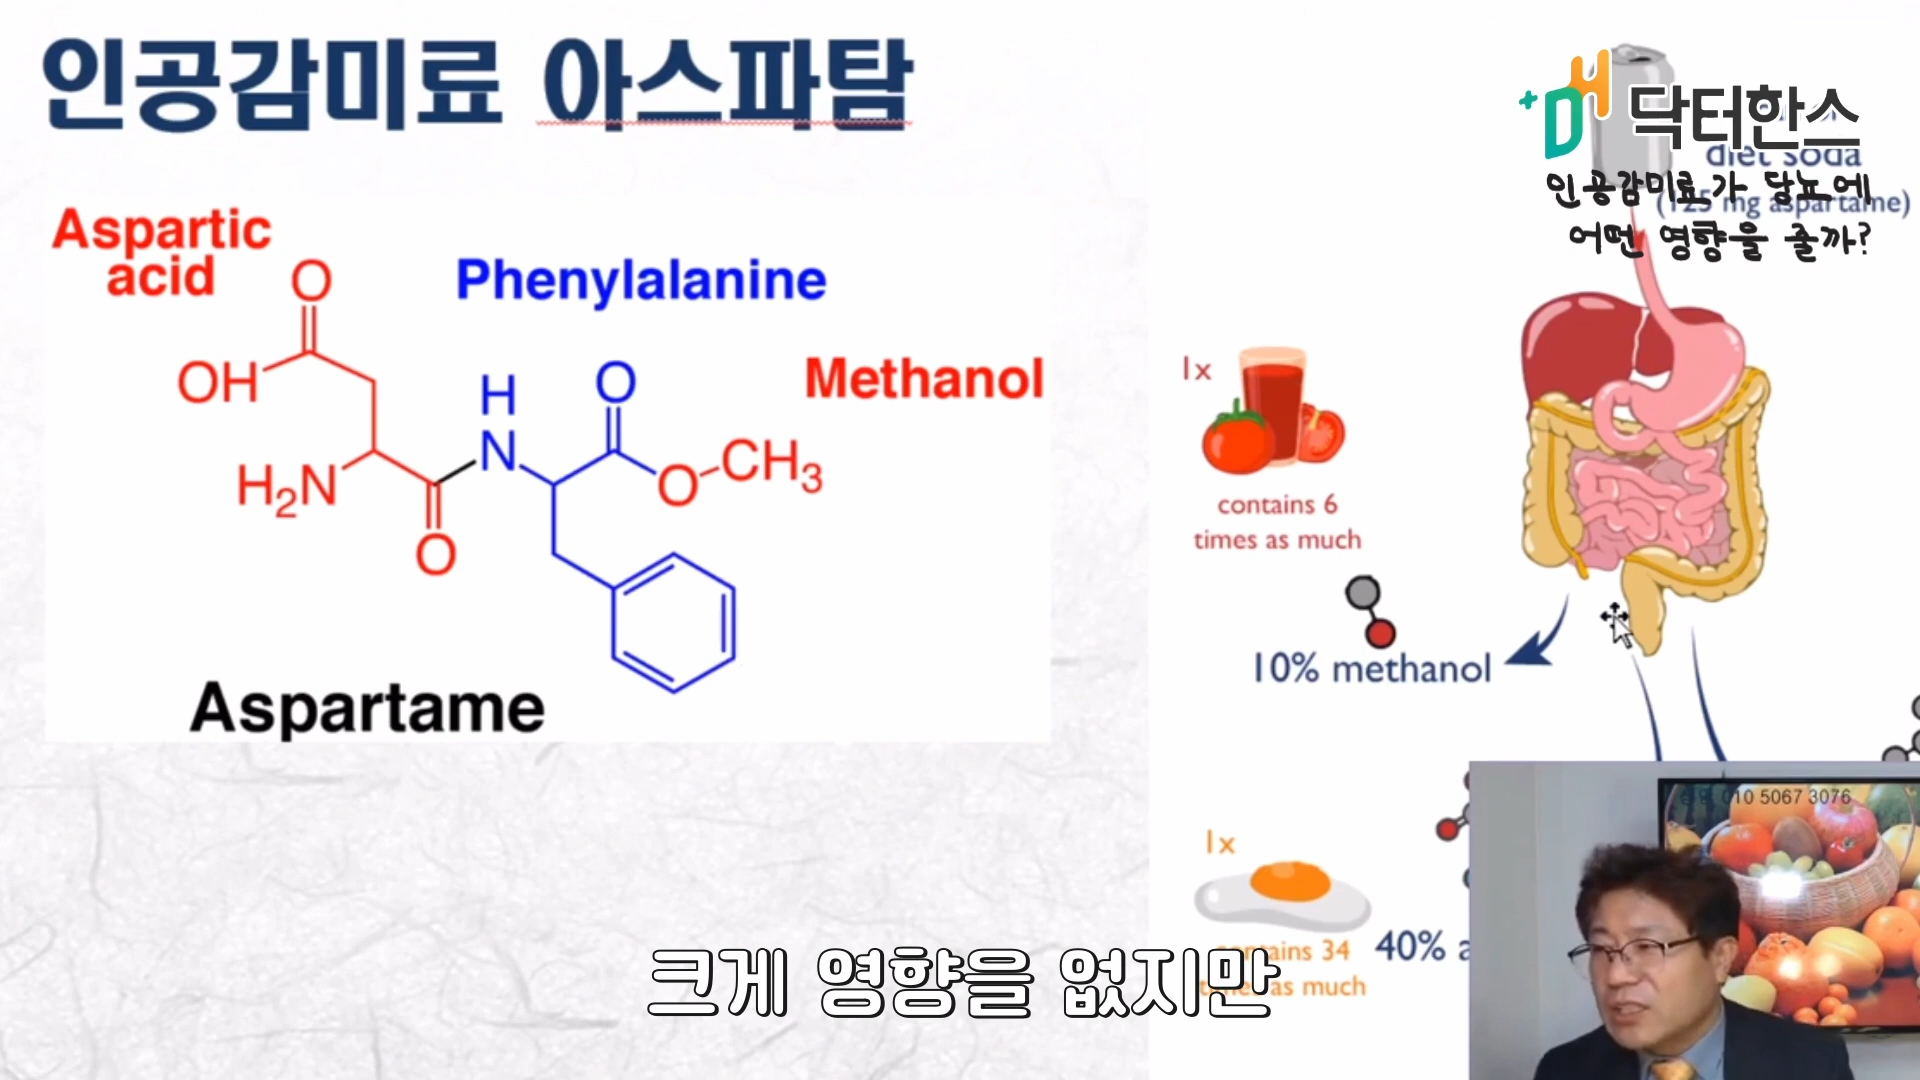 인공감미료 아스파탐
닥터한스
diet soda
(125 mg aspartame)
인공감미료가 당뇨에
어떤 영향을 줄까?
Aspartic
acid
Phenylalanine
Methanol
O
OH
H
N
O
O
CH3
H2N
O
Aspartame
1x
contains 6
times as much
10% methanol
1x
contains 34
times as much
40% a
010 5067 3076
크게 영향을 없지만